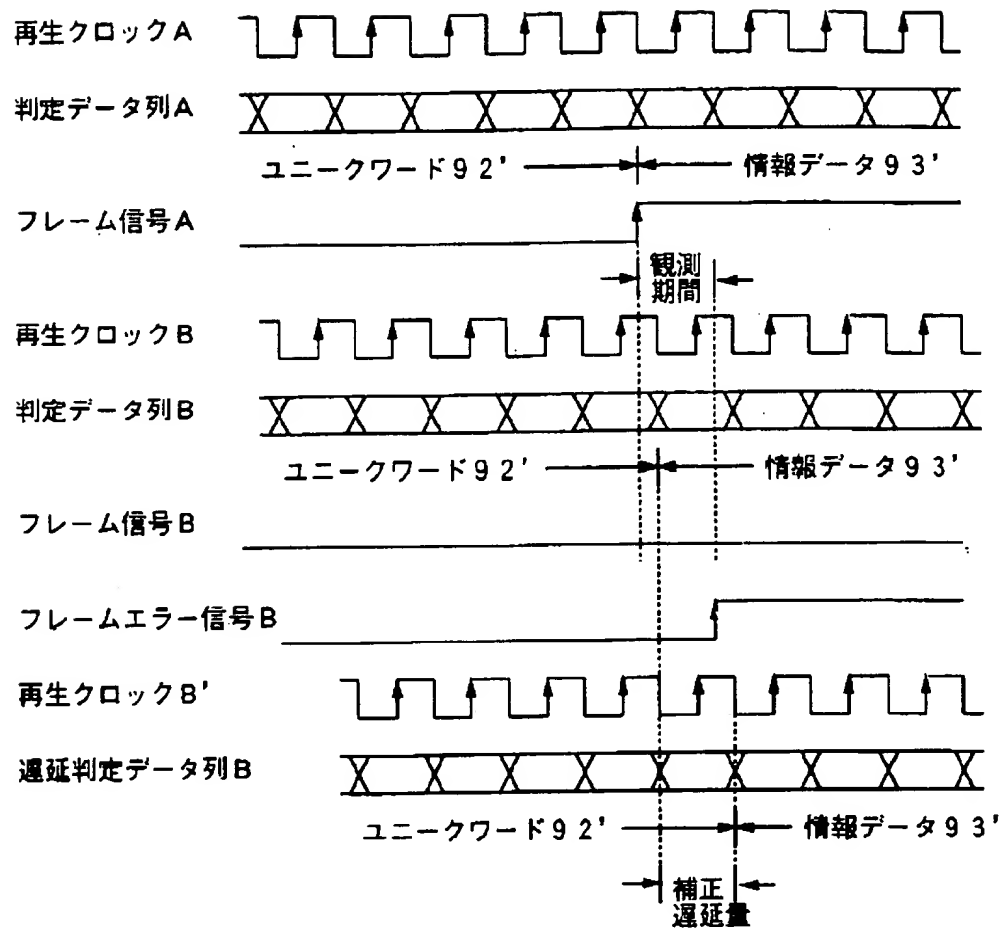 再生クロックA
判定データ列A
ユニークワード92' 情報データ93'
フレーム信号A
観測
期間
再生クロックB
判定データ列B
ユニークワード92' 情報データ93'
フレーム信号B
フレームエラー信号B
再生クロックB'
遅延判定データ列B
ユニークワード92' 情報データ93'
補正
遅延量